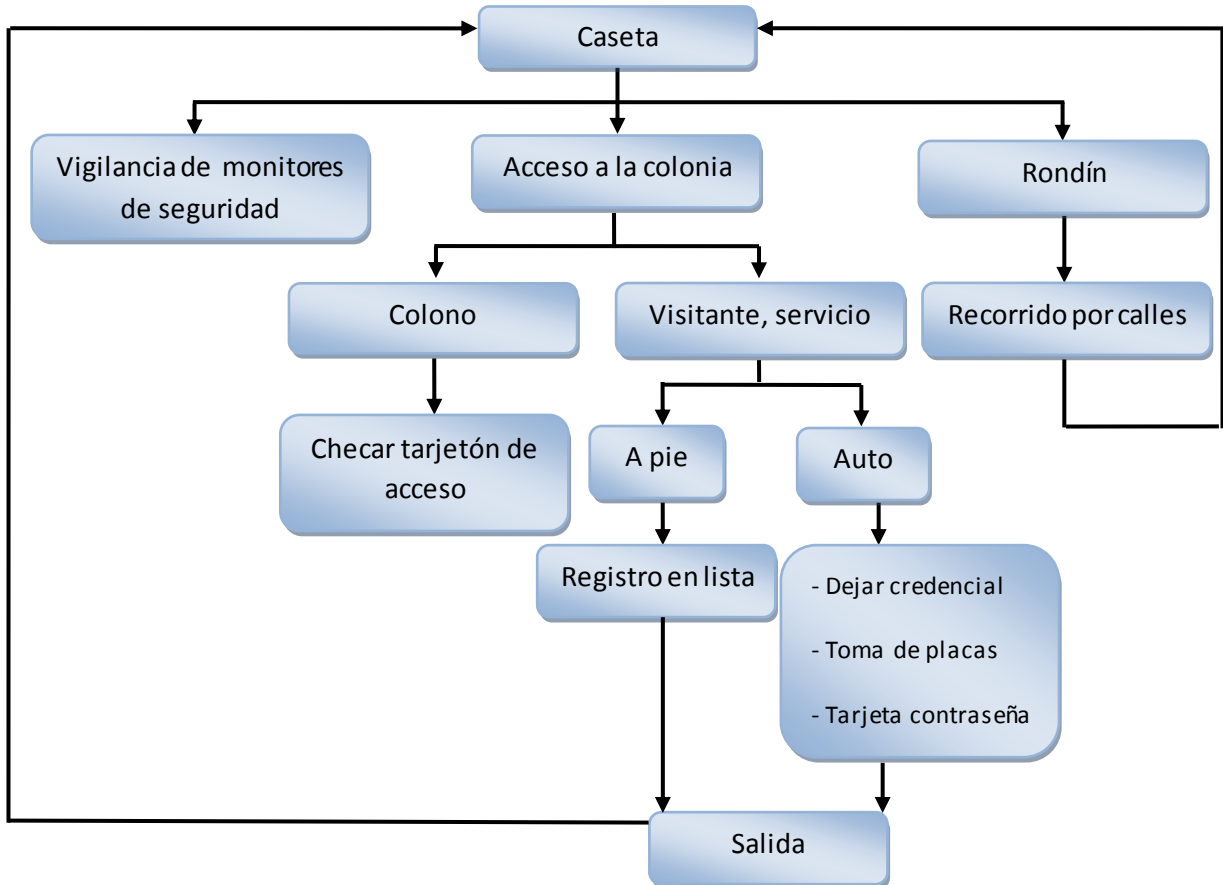 Caseta
Vigilancia de monitores
de seguridad
Acceso a la colonia
Rondín
Colono
Visitante, servicio
Recorrido por calles
Checar tarjetón de
acceso
A pie
Auto
Registro en lista
- Dejar credencial
- Toma de placas
- Tarjeta contraseña
Salida